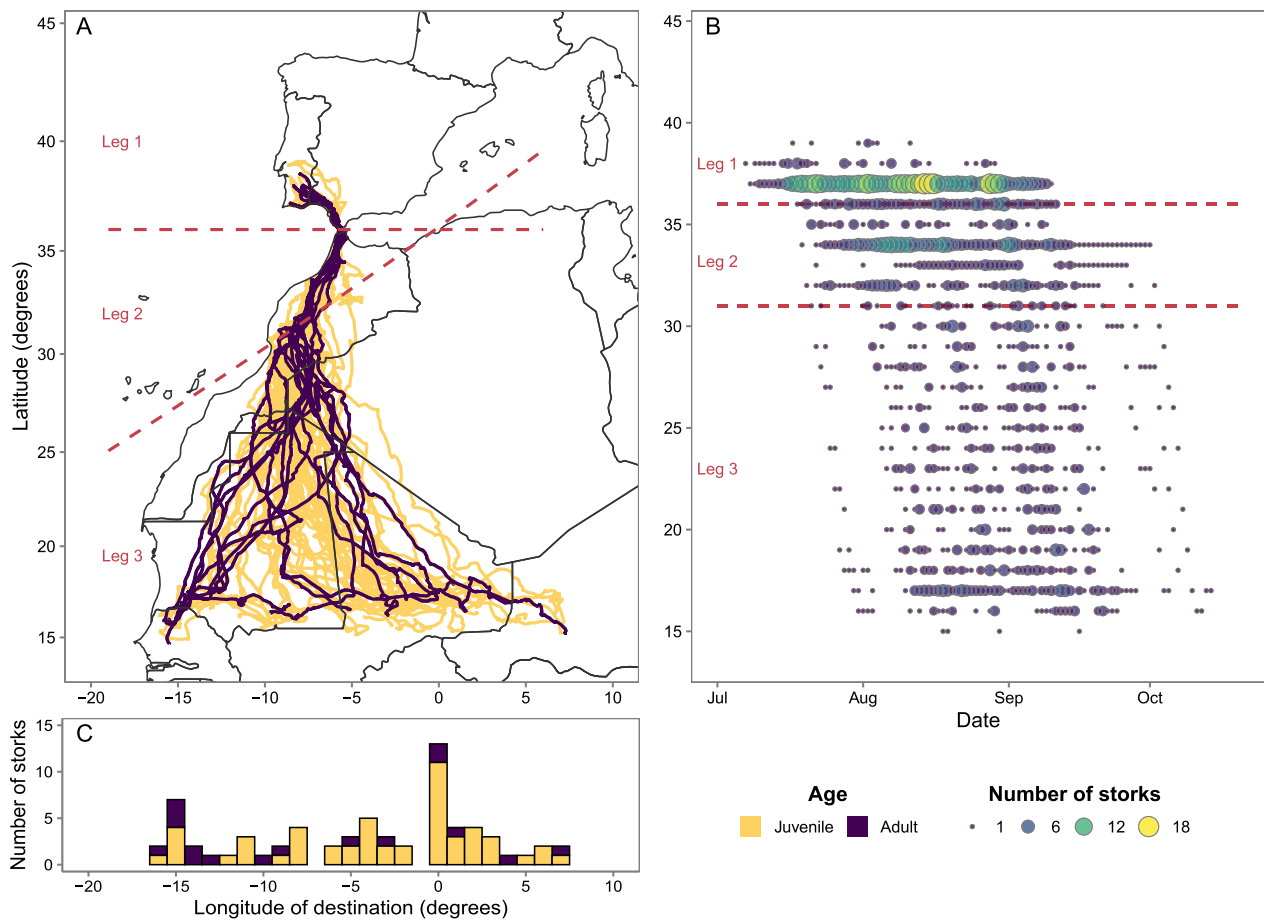 A
45
40
35
30
25
20
15
Latitude (degrees)
Leg 1
Leg 2
Leg 3
−20
−15
−10
−5
0
5
10
B
45
40
35
30
25
20
15
Leg 1
Leg 2
Leg 3
Jul
Aug
Sep
Oct
Date
C
15
10
5
0
Number of storks
−20
−15
−10
−5
0
5
10
Longitude of destination (degrees)
Age
Juvenile
Adult
Number of storks
1
6
12
18